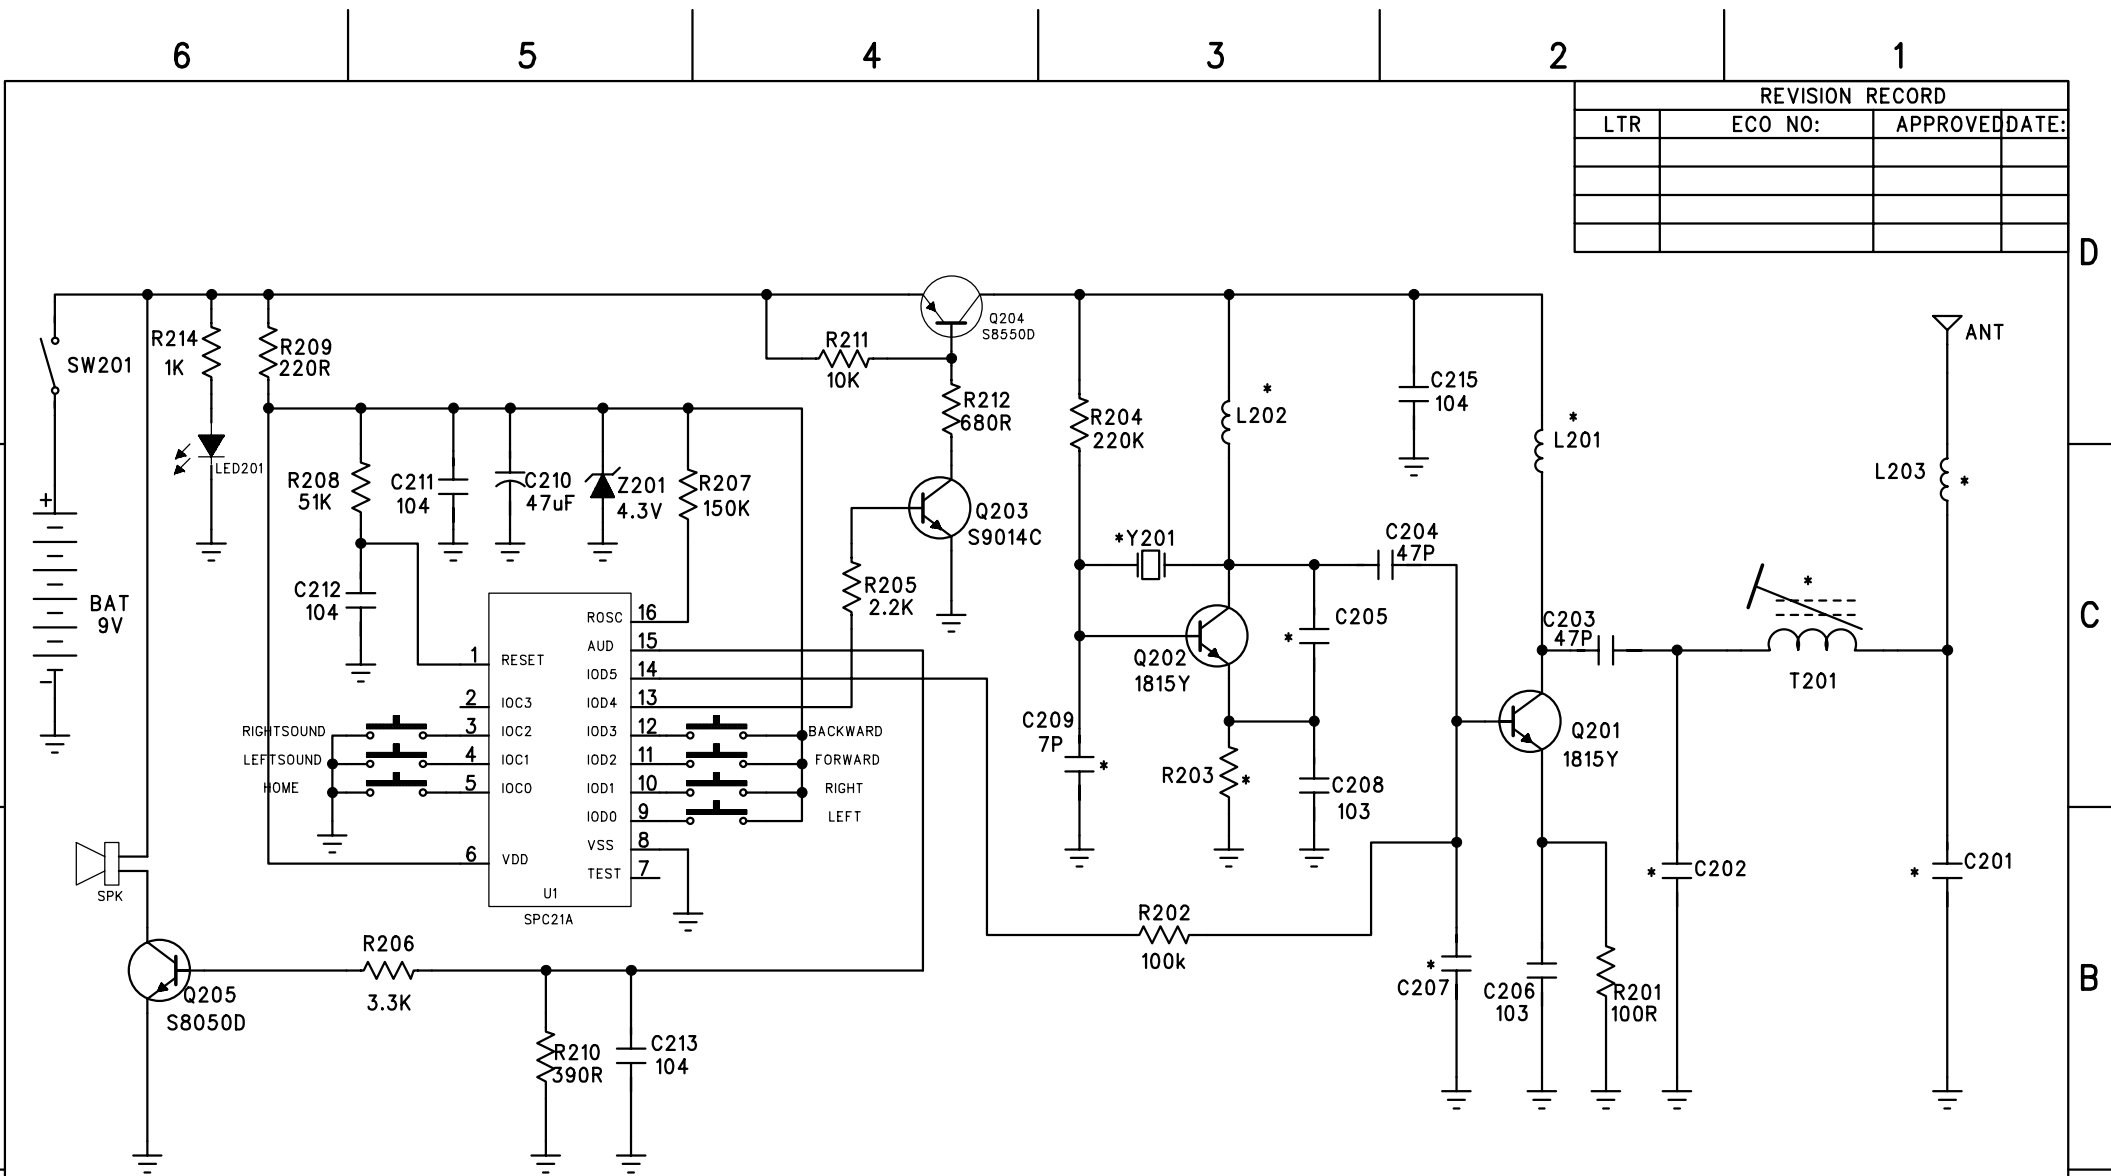 6 5 4 3 2 1
REVISION RECORD
LTR ECO NO: APPROVED: DATE:
D
C
B
SW201
BAT
9V
+
-
R214
1K
LED201
R209
220R
R208
51K
C212
104
C211
104
C210
47uF
Z201
4.3V
R207
150K
R211
10K
Q204
S8550D
R212
680R
Q203
S9014C
R205
2.2K
1 RESET
2 IOC3
3 IOC2
4 IOC1
5 IOC0
6 VDD
ROSC 16
AUD 15
IOD5 14
IOD4 13
IOD3 12
IOD2 11
IOD1 10
IOD0 9
VSS 8
TEST 7
U1
SPC21A
RIGHTSOUND
LEFTSOUND
HOME
BACKWARD
FORWARD
RIGHT
LEFT
SPK
Q205
S8050D
R206
3.3K
R210
390R
C213
104
R204
220K
*
L202
*Y201
Q202
1815Y
C209
7P
*
R203
*
C205
*
C208
103
C204
47P
C215
104
*
L201
Q201
1815Y
R202
100k
*
C207
C206
103
R201
100R
C203
47P
*
C202
*
T201
ANT
L203
*
*
C201